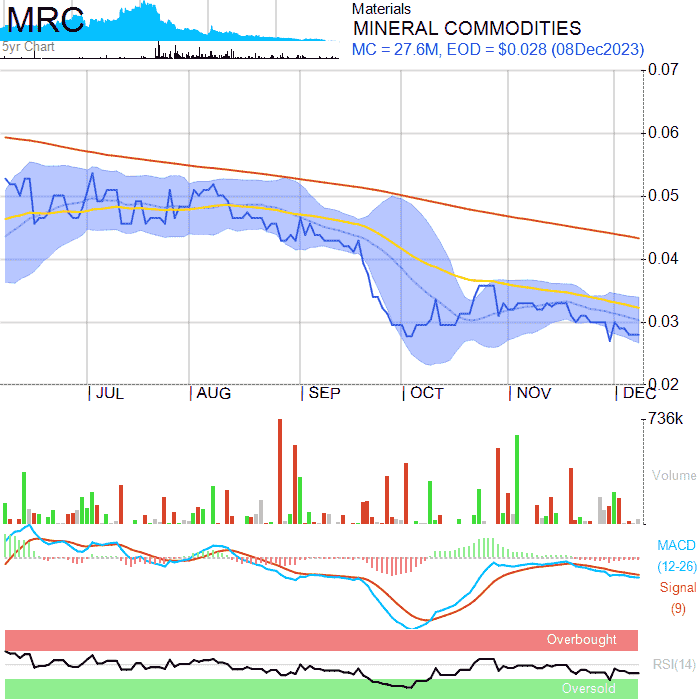 MRC
5yr Chart
Materials
MINERAL COMMODITIES
MC = 27.6M, EOD = $0.028 (08Dec2023)
0.07
0.06
0.05
0.04
0.03
0.02
JUL AUG SEP OCT NOV DEC
736k
Volume
MACD
(12-26)
Signal
(9)
Overbought
RSI(14)
Oversold